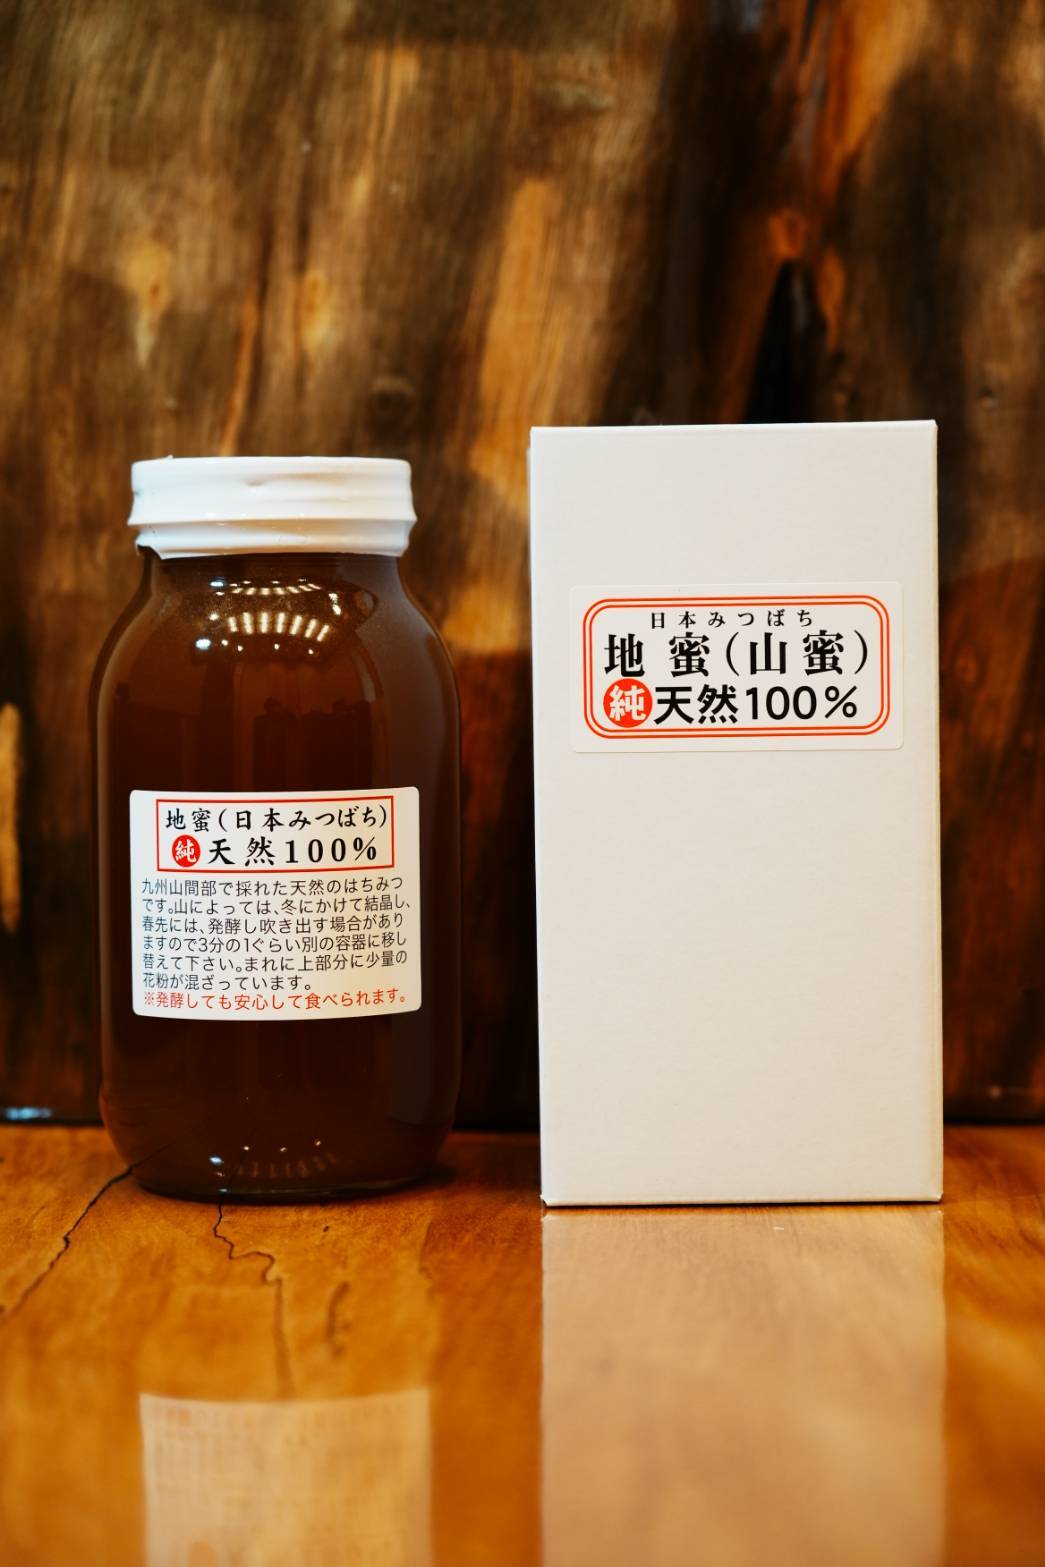 地蜜(日本みつばち)
純 天然100%
九州山間部で採れた天然のはちみつ
です。山によっては、冬にかけて結晶し、
春先には、発酵し吹き出す場合があり
ますので3分の1ぐらい別の容器に移し
替えて下さい。まれに上部分に少量の
花粉が混ざっています。
※発酵しても安心して食べられます。
日本みつばち
地蜜(山蜜)
純天然100%